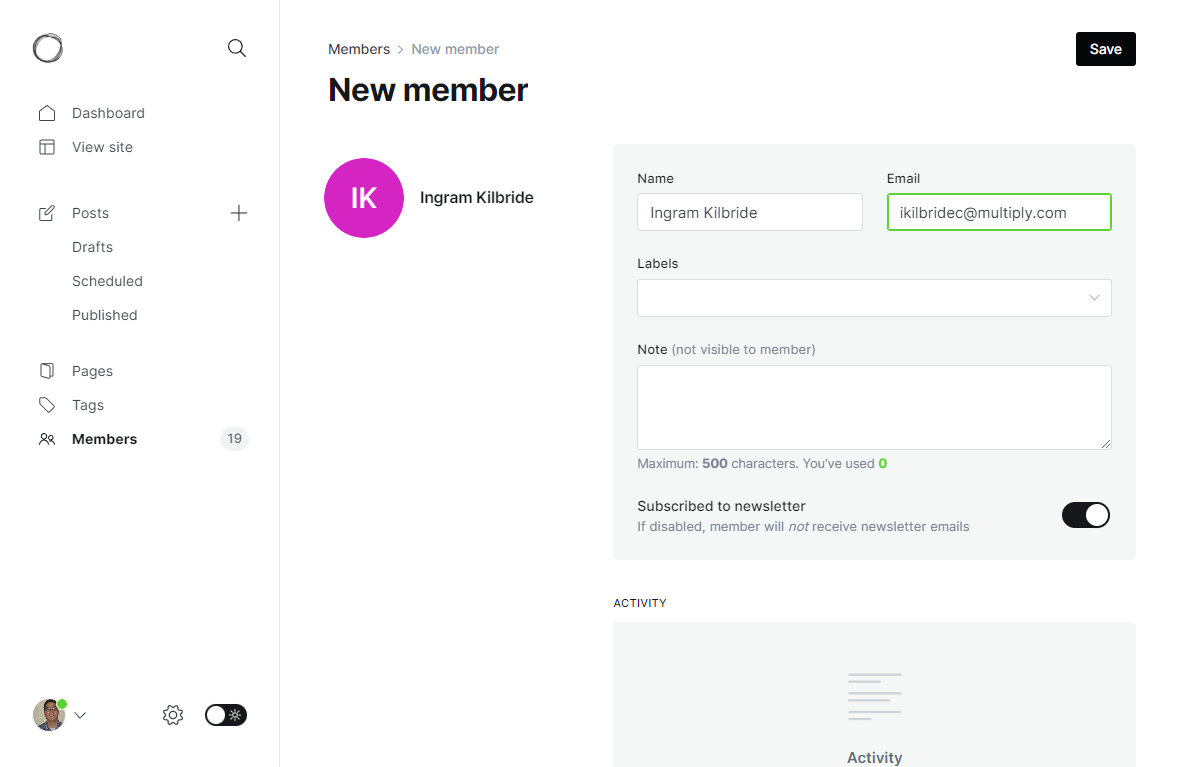 Dashboard
View site
Posts
Drafts
Scheduled
Published
Pages
Tags
Members 19
Members > New member
Save
New member
IK
Ingram Kilbride
Name
Ingram Kilbride
Email
ikilbridec@multiply.com
Labels
Note (not visible to member)
Maximum: 500 characters. You've used 0
Subscribed to newsletter
If disabled, member will not receive newsletter emails
ACTIVITY
Activity